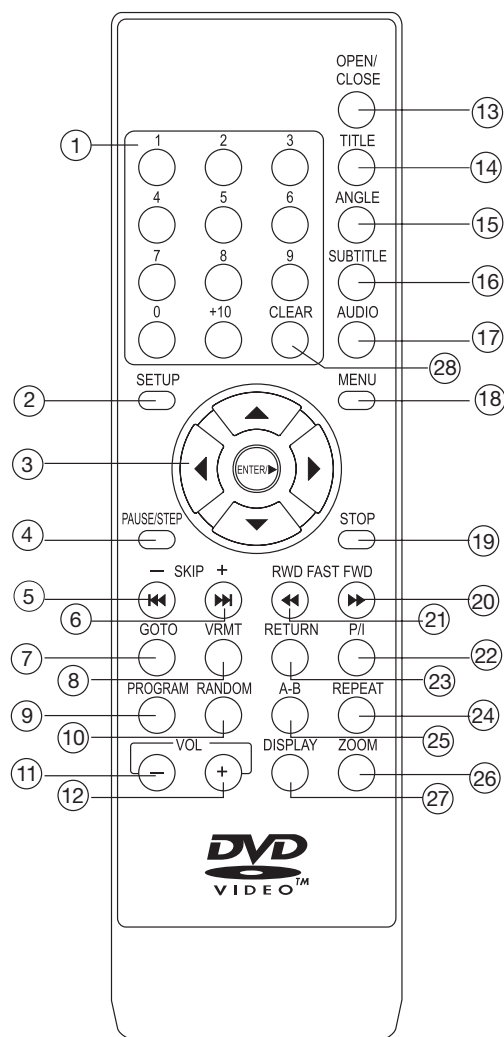 OPEN/
CLOSE
13
1
1 2 3
TITLE
14
4 5 6
ANGLE
15
7 8 9
SUBTITLE
16
0 +10 CLEAR
AUDIO
17
28
2
SETUP
MENU
18
3
ENTER/▶
4
PAUSE/STEP
STOP
19
– SKIP +
RWD FAST FWD
5
6
21
20
GOTO VRMT RETURN P/I
7
8
23
22
PROGRAM RANDOM A-B REPEAT
9
10
25
24
VOL
DISPLAY ZOOM
11
– +
12
27
26
DVD
VIDEO™